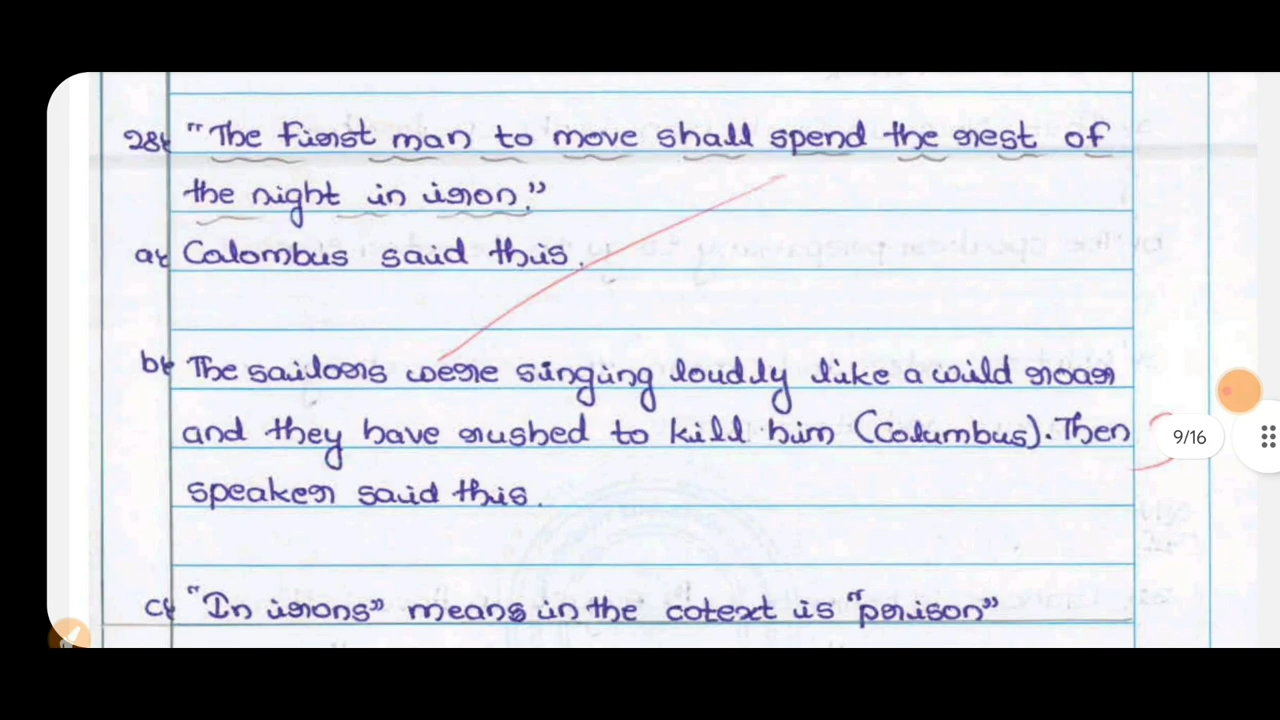 28} "The First man to move shall spend the rest of
the night in iron."
a} Calombus said this.
b} The sailors were singing loudly like a wild roar
and they have rushed to kill him (Columbus). Then
9/16
speaker said this.
c} "In irons" means in the cotext is "prison"